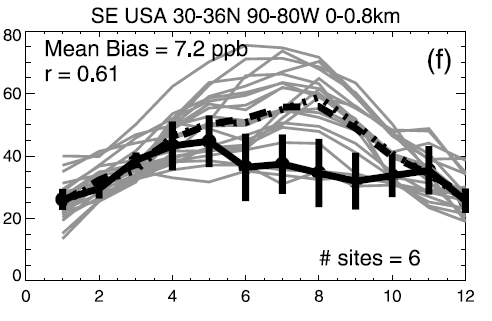 SE USA 30-36N 90-80W 0-0.8km
80
Mean Bias = 7.2 ppb
(f)
r = 0.61
60
40
20
# sites = 6
0
0 2 4 6 8 10 12